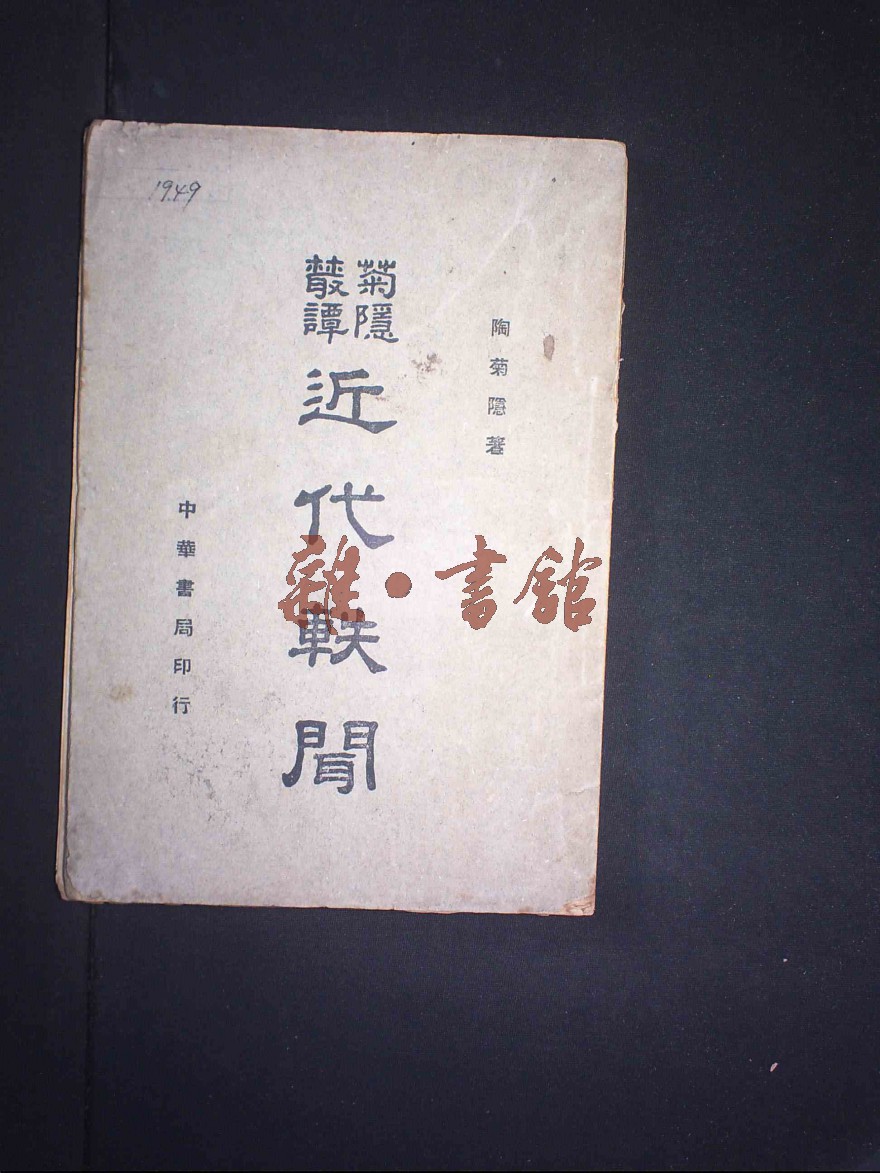 陶菊隱著
菊隱
叢譚
近代軼聞
中華書局印行
1949
雜·書館